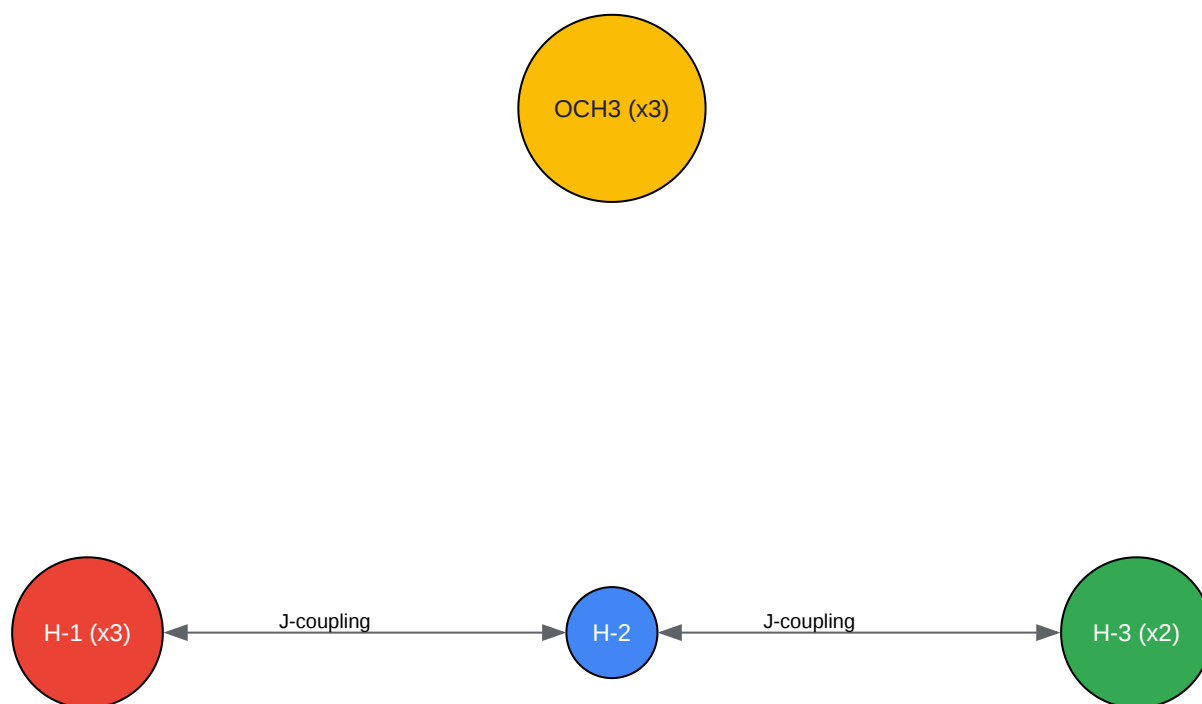 OCH3 (x3)
J-coupling
J-coupling
H-1 (x3)
H-2
H-3 (x2)